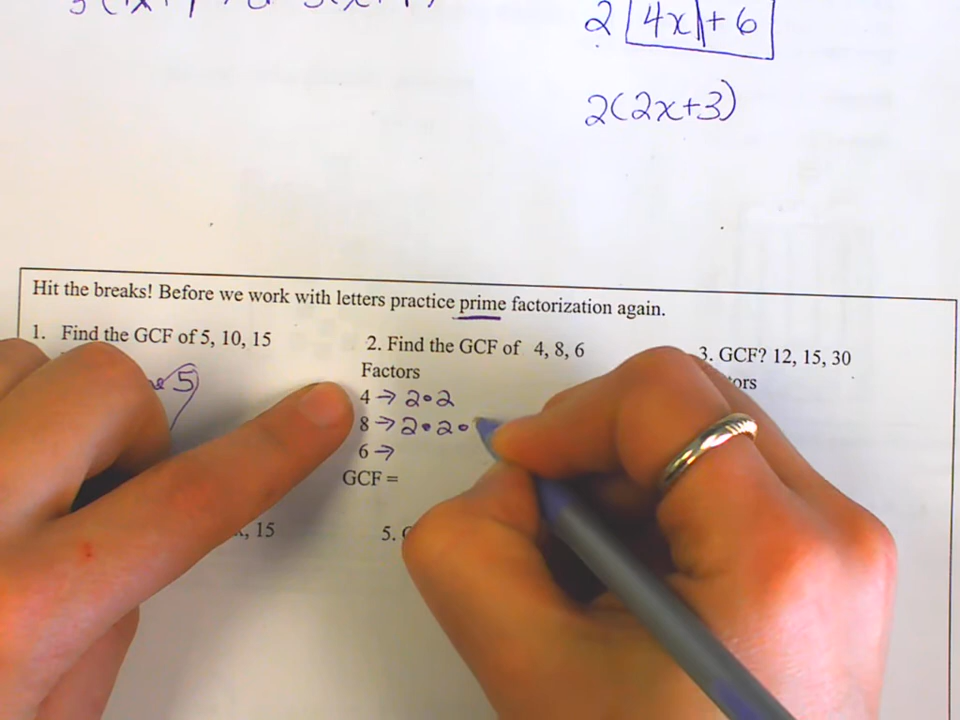 2 4x + 6
2(2x+3)
Hit the breaks! Before we work with letters practice prime factorization again.
1. Find the GCF of 5, 10, 15
5
2. Find the GCF of 4, 8, 6
Factors
4 → 2•2
8 → 2•2•
6 →
GCF =
3. GCF? 12, 15, 30
, 15
5.